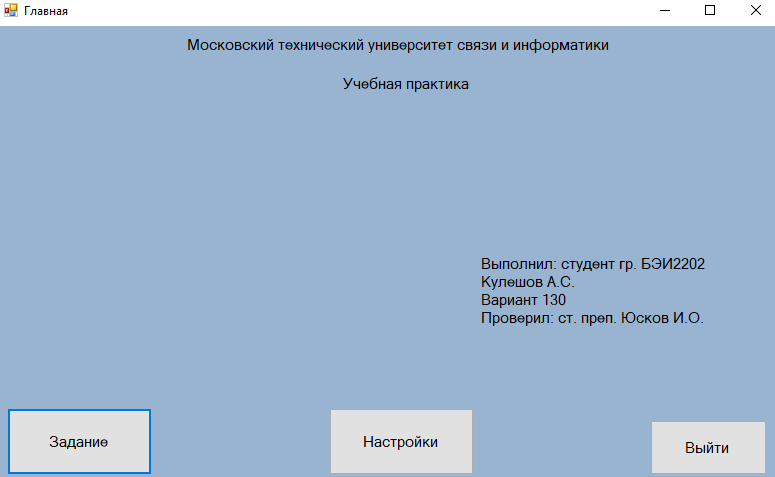 Главная
Московский технический университет связи и информатики
Учебная практика
Выполнил: студент гр. БЭИ2202
Кулешов А.С.
Вариант 130
Проверил: ст. преп. Юсков И.О.
Задание
Настройки
Выйти